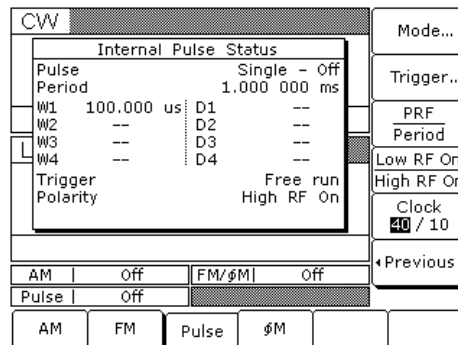 CW
Internal Pulse Status
Pulse Single - Off
Period 1.000 000 ms
W1 100.000 us D1 --
W2 -- D2 --
W3 -- D3 --
W4 -- D4 --
Trigger Free run
Polarity High RF On
L
AM Off FM/ϕM Off
Pulse Off
AM FM Pulse ϕM
Mode...
Trigger..
PRF
Period
Low RF On
High RF On
Clock
40 / 10
Previous